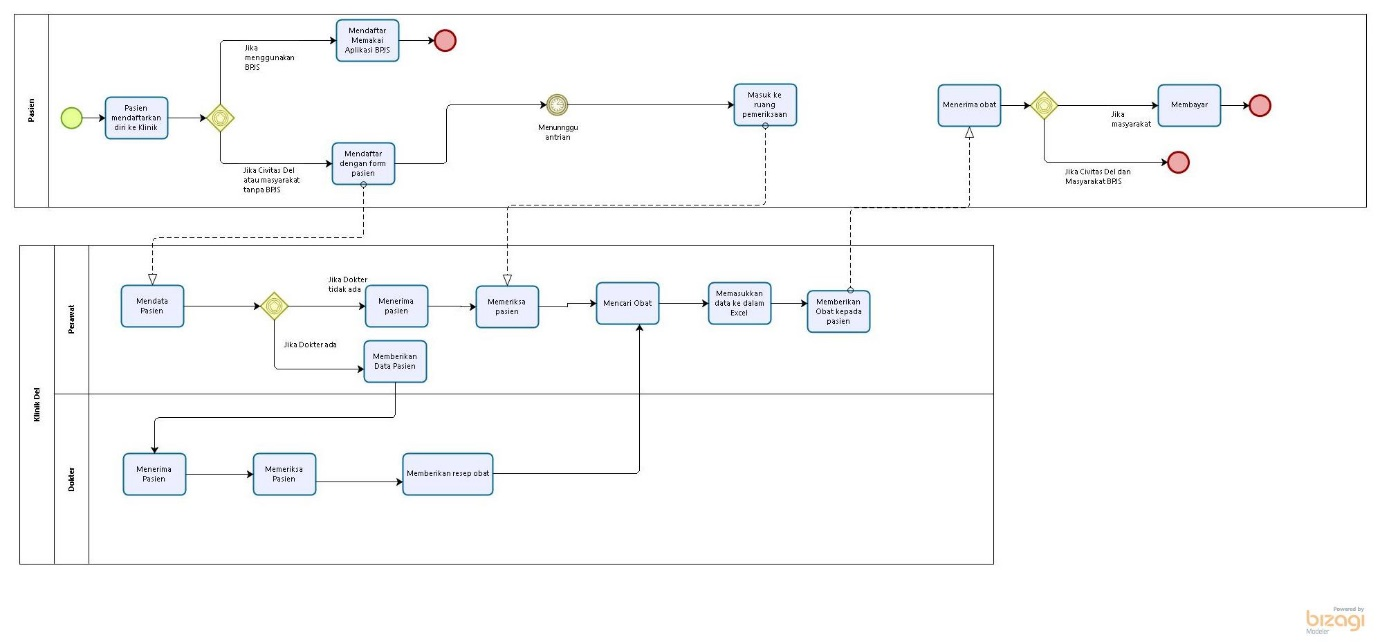 Pasien
Pasien
mendaftarkan
diri ke Klinik
Jika
menggunakan
BPJS
Mendaftar
Memakai
Aplikasi BPJS
Jika Civitas Del
atau masyarakat
tanpa BPJS
Mendaftar
dengan form
pasien
Menunnggu
antrian
Masuk ke
ruang
pemeriksaan
Menerima obat
Jika
masyarakat
Membayar
Jika Civitas Del dan
Masyarakat BPJS
Klinik Del
Perawat
Mendata
Pasien
Jika Dokter
tidak ada
Menerima
pasien
Jika Dokter ada
Memberikan
Data Pasien
Memeriksa
pasien
Mencari Obat
Memasukkan
data ke dalam
Excel
Memberikan
Obat kepada
pasien
Dokter
Menerima
Pasien
Memeriksa
Pasien
Memberikan resep obat
Powered by
bizagi
Modeler